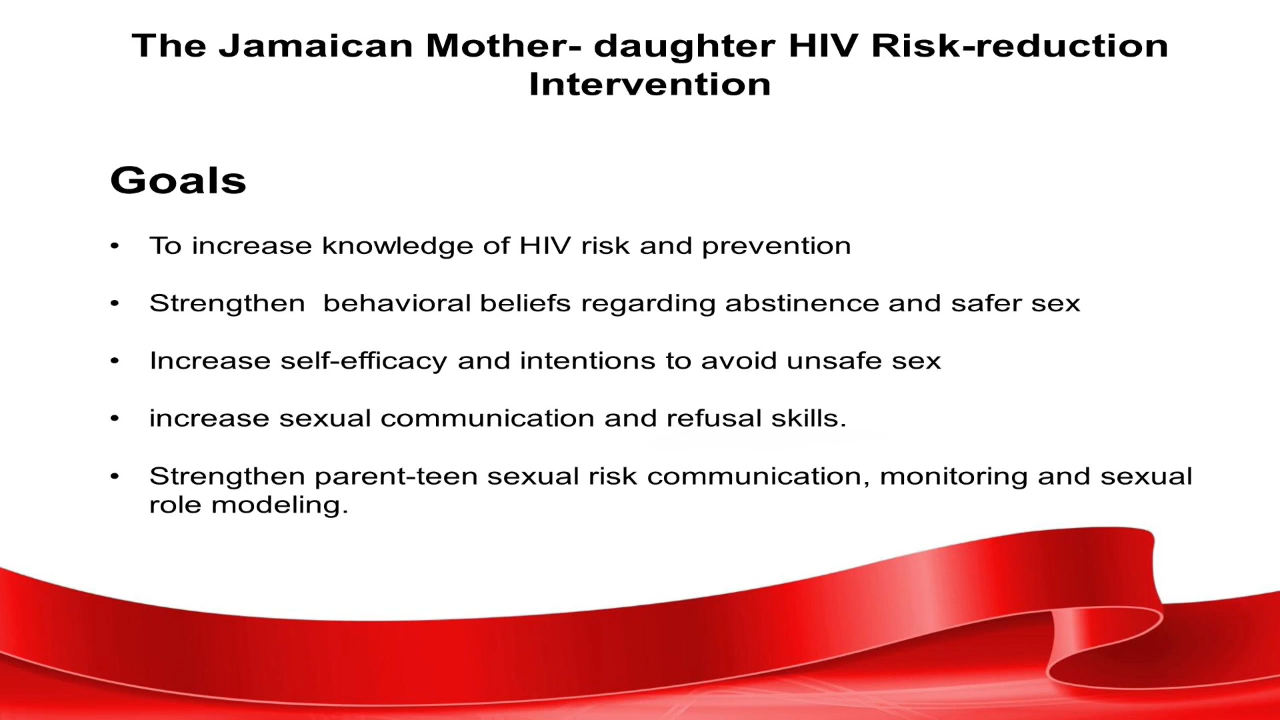 The Jamaican Mother- daughter HIV Risk-reduction
Intervention
Goals
• To increase knowledge of HIV risk and prevention
• Strengthen  behavioral beliefs regarding abstinence and safer sex
• Increase self-efficacy and intentions to avoid unsafe sex
• increase sexual communication and refusal skills.
• Strengthen parent-teen sexual risk communication, monitoring and sexual
role modeling.